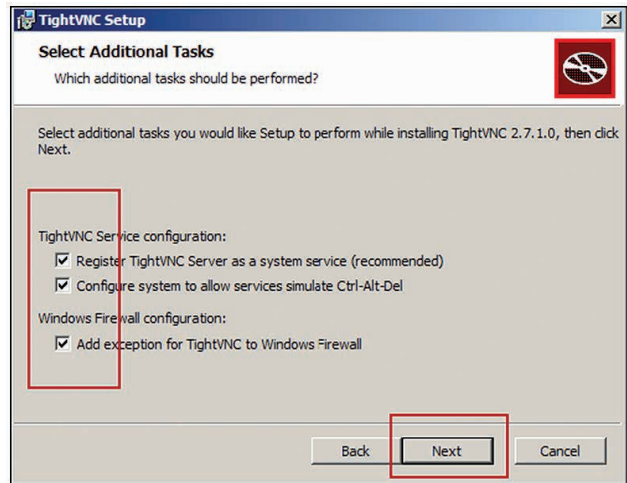 TightVNC Setup
Select Additional Tasks
Which additional tasks should be performed?
Select additional tasks you would like Setup to perform while installing TightVNC 2.7.1.0, then click
Next.
TightVNC Service configuration:
Register TightVNC Server as a system service (recommended)
Configure system to allow services simulate Ctrl-Alt-Del
Windows Firewall configuration:
Add exception for TightVNC to Windows Firewall
Back Next Cancel